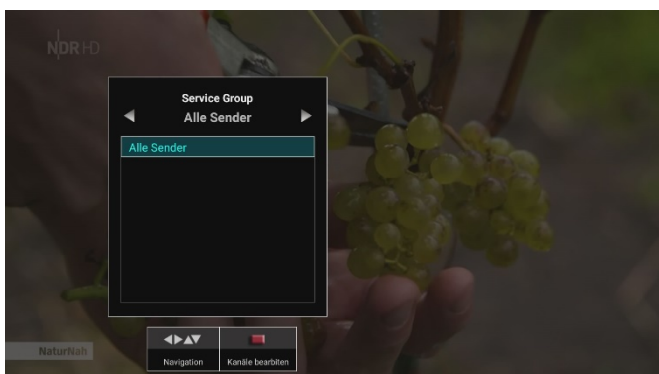 NDR HD
Service Group
Alle Sender
Alle Sender
Navigation
Kanäle bearbiten
NaturNah